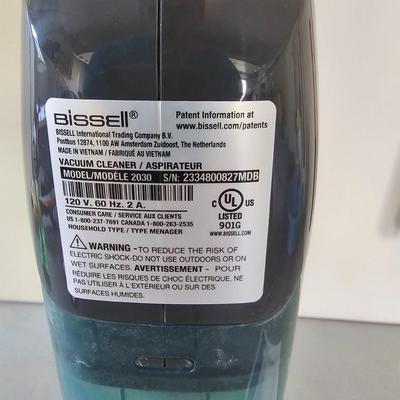 BISSELL®
Patent Information at
www.bissell.com/patents
BISSELL International Trading Company B.V.
Postbus 12874, 1100 AW Amsterdam Zuidoost, The Netherlands
MADE IN VIETNAM / FABRIQUÉ AU VIETNAM
VACUUM CLEANER / ASPIRATEUR
MODEL/MODÈLE 2030 S/N: 2334800827MDB
120 V. 60 Hz. 2 A.
CONSUMER CARE / SERVICE AUX CLIENTS
US 1-800-237-7691 CANADA 1-800-263-2535
HOUSEHOLD TYPE / TYPE MENAGER
C UL US
LISTED
901G
WWW.BISSELL.COM
WARNING -TO REDUCE THE RISK OF
ELECTRIC SHOCK-DO NOT USE OUTDOORS OR ON
WET SURFACES. AVERTISSEMENT - POUR
RÉDUIRE LES RISQUES DE CHOC ÉLECTRIQUE, NE
PAS UTILISER À L'EXTÉRIEUR OU SUR DES
SURFACES HUMIDES.